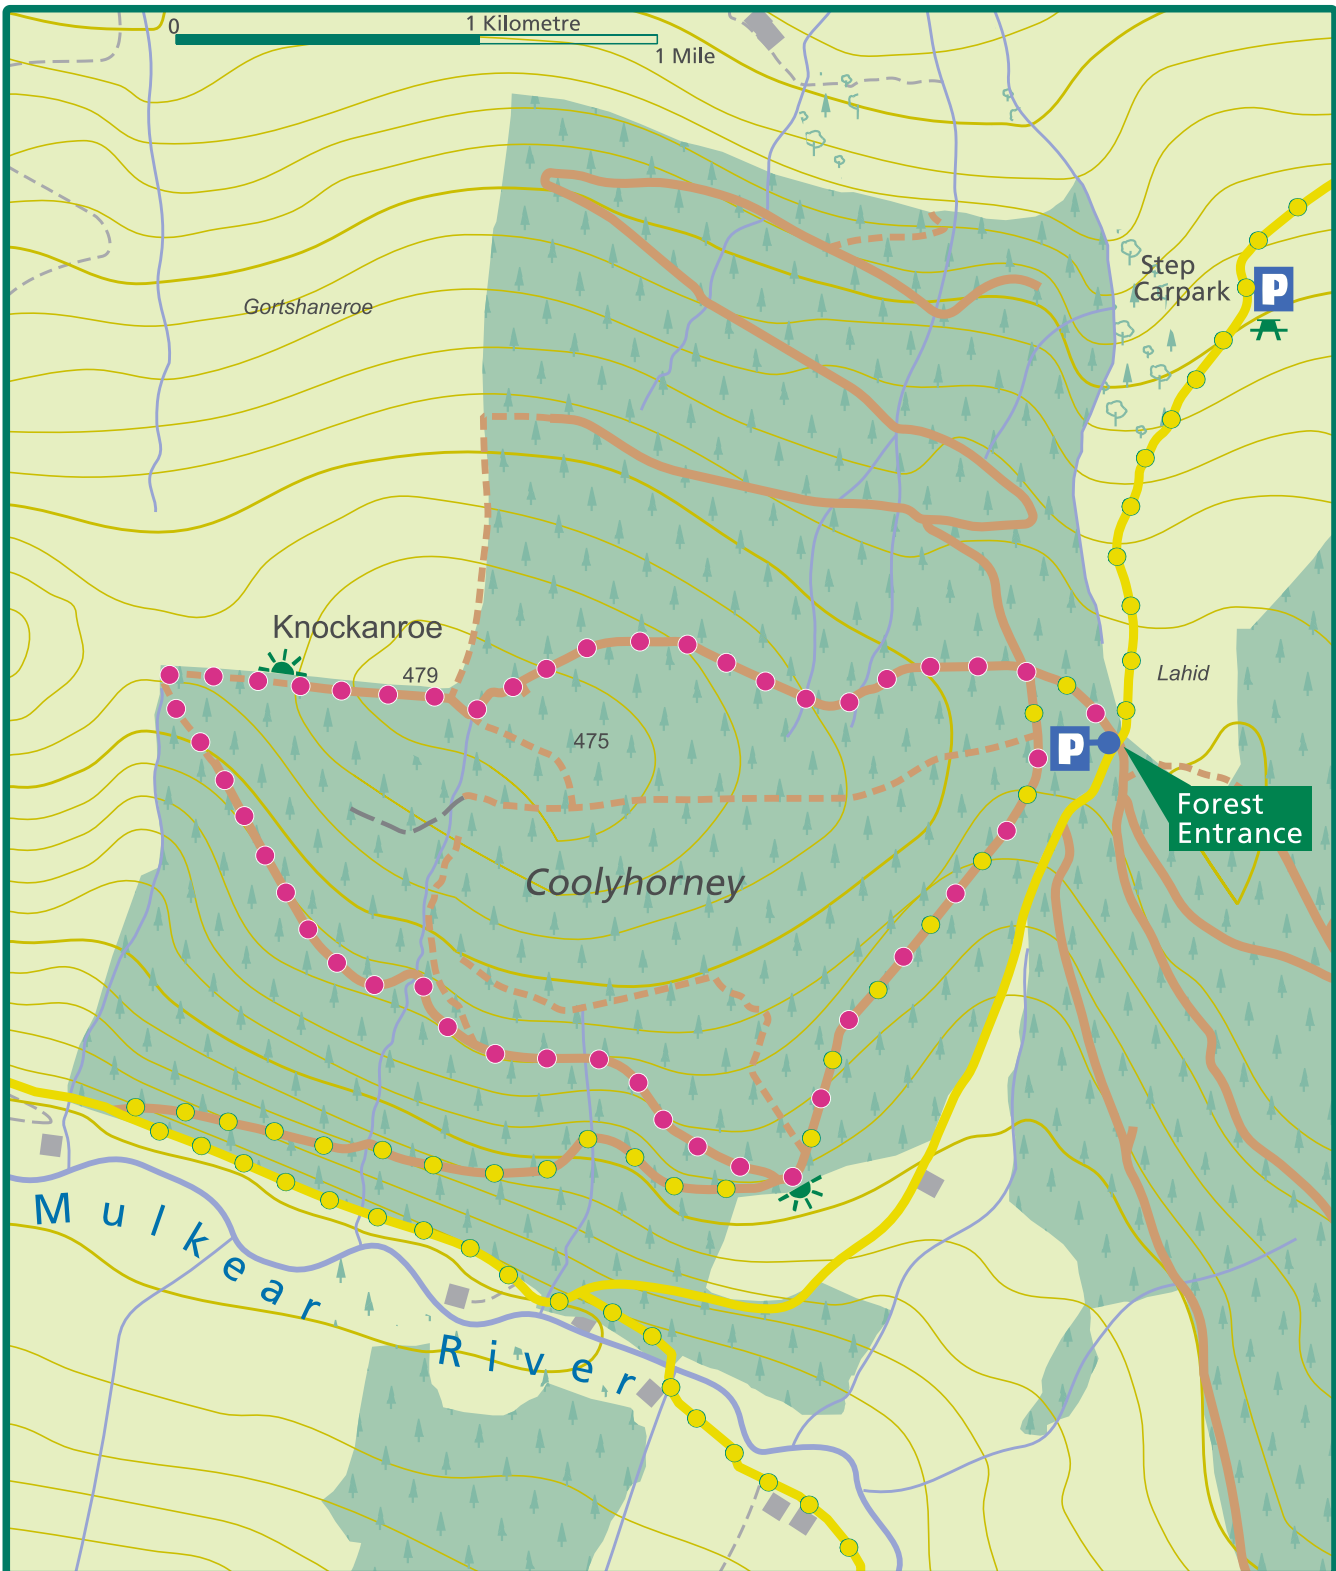 0
1 Kilometre
1 Mile
Step
Carpark
P
Gortshaneroe
Knockanroe
479
Lahid
475
P
Forest
Entrance
Coolyhorney
Mulkear
River